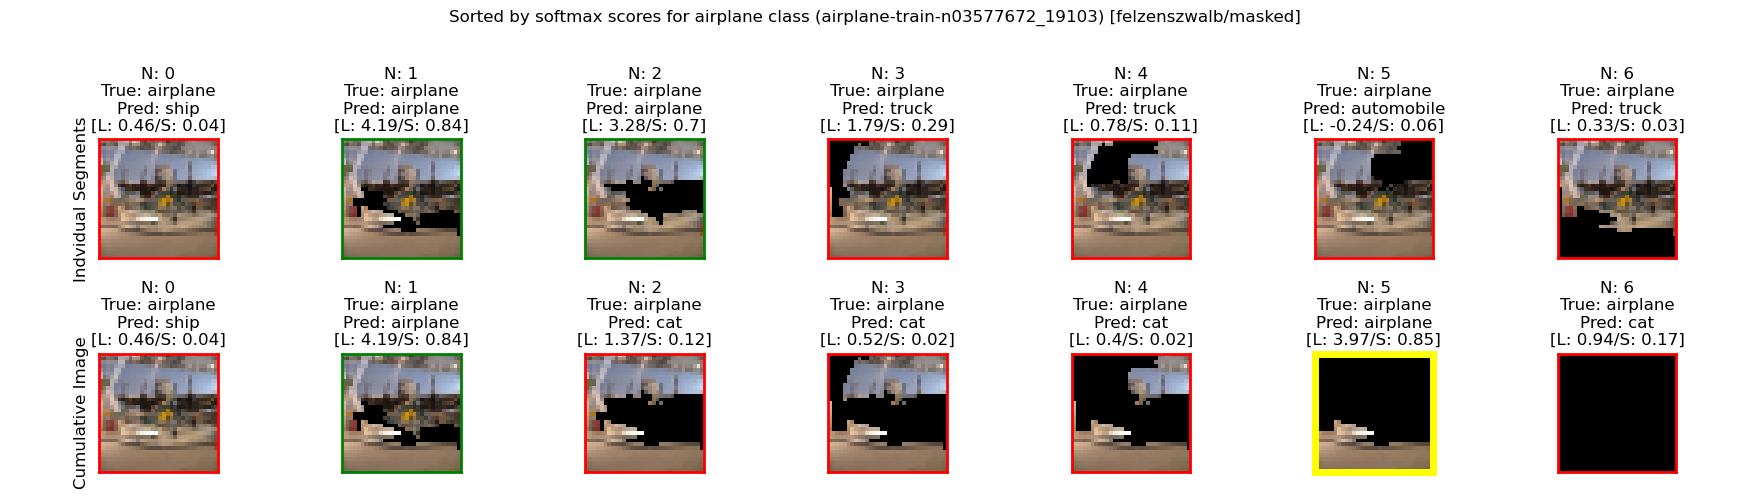 Sorted by softmax scores for airplane class (airplane-train-n03577672_19103) [felzenszwalb/masked]
Indvidual Segments
N: 0
True: airplane
Pred: ship
[L: 0.46/S: 0.04]
N: 1
True: airplane
Pred: airplane
[L: 4.19/S: 0.84]
N: 2
True: airplane
Pred: airplane
[L: 3.28/S: 0.7]
N: 3
True: airplane
Pred: truck
[L: 1.79/S: 0.29]
N: 4
True: airplane
Pred: truck
[L: 0.78/S: 0.11]
N: 5
True: airplane
Pred: automobile
[L: -0.24/S: 0.06]
N: 6
True: airplane
Pred: truck
[L: 0.33/S: 0.03]
Cumulative Image
N: 0
True: airplane
Pred: ship
[L: 0.46/S: 0.04]
N: 1
True: airplane
Pred: airplane
[L: 4.19/S: 0.84]
N: 2
True: airplane
Pred: cat
[L: 1.37/S: 0.12]
N: 3
True: airplane
Pred: cat
[L: 0.52/S: 0.02]
N: 4
True: airplane
Pred: cat
[L: 0.4/S: 0.02]
N: 5
True: airplane
Pred: airplane
[L: 3.97/S: 0.85]
N: 6
True: airplane
Pred: cat
[L: 0.94/S: 0.17]